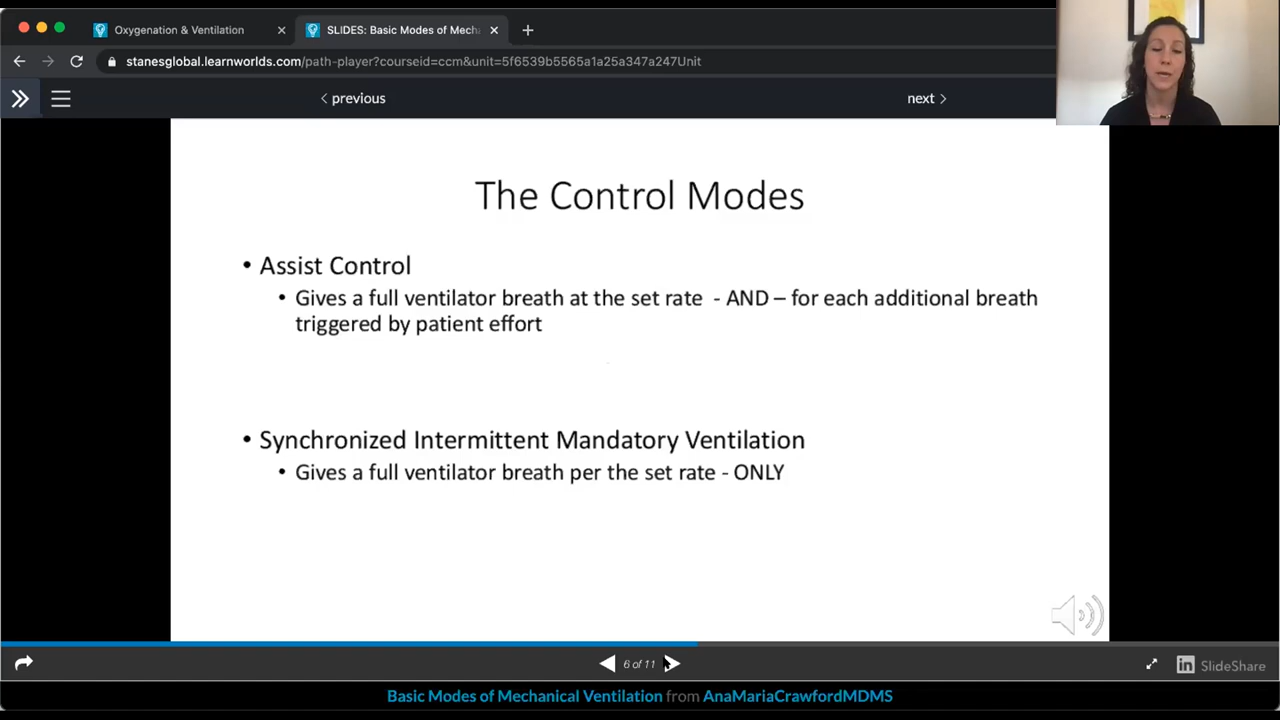 Oxygenation & Ventilation
SLIDES: Basic Modes of Mech
stanesglobal.learnworlds.com/path-player?courseid=ccm&unit=5f6539b5565a1a25a347a247Unit
previous
next
The Control Modes
• Assist Control
• Gives a full ventilator breath at the set rate - AND – for each additional breath
triggered by patient effort
• Synchronized Intermittent Mandatory Ventilation
• Gives a full ventilator breath per the set rate - ONLY
6 of 11
in SlideShare
Basic Modes of Mechanical Ventilation from AnaMariaCrawfordMDMS